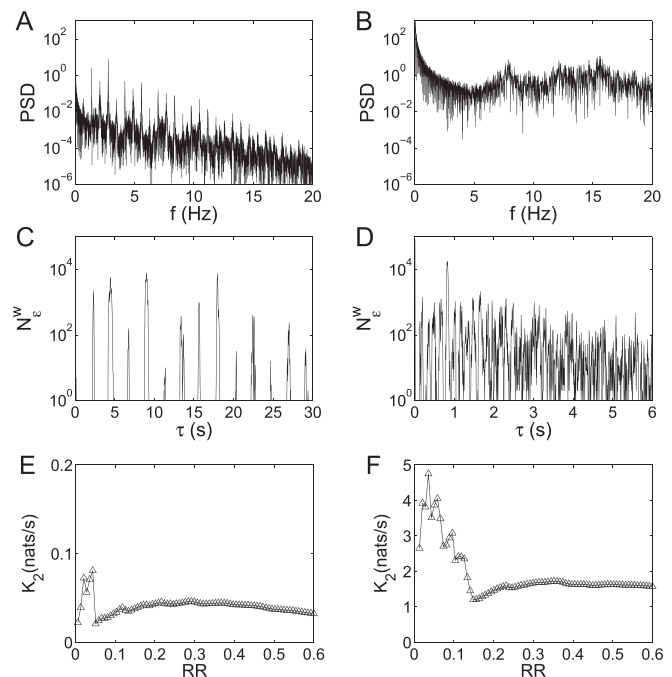 A
B
PSD
10^2
10^0
10^−2
10^−4
10^−6
0 5 10 15 20
f (Hz)
PSD
10^2
10^0
10^−2
10^−4
10^−6
0 5 10 15 20
f (Hz)
C
D
N_ε^w
10^4
10^2
10^0
0 5 10 15 20 25 30
τ (s)
N_ε^w
10^4
10^2
10^0
0 1 2 3 4 5 6
τ (s)
E
F
K_2(nats/s)
0.2
0.1
0
0 0.1 0.2 0.3 0.4 0.5 0.6
RR
K_2(nats/s)
5
4
3
2
1
0
0 0.1 0.2 0.3 0.4 0.5 0.6
RR